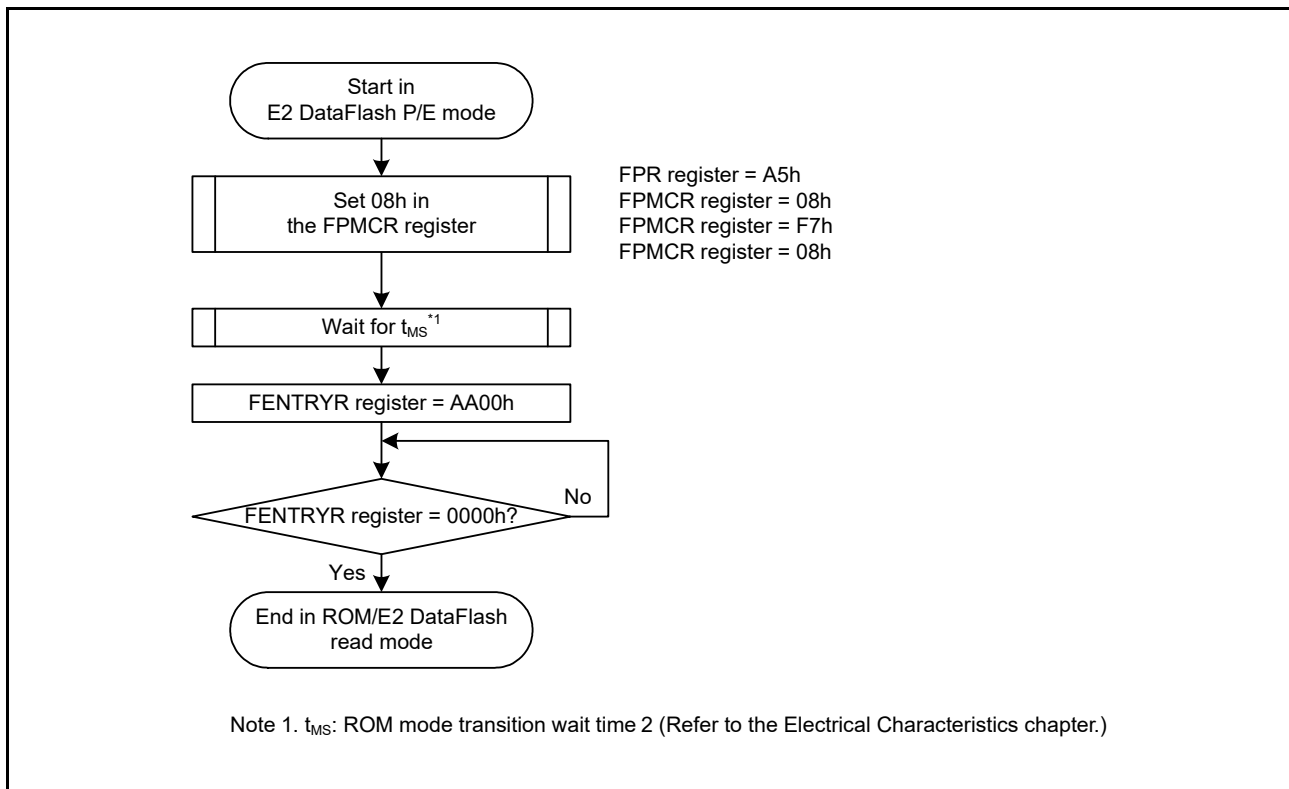 Start in
E2 DataFlash P/E mode
Set 08h in
the FPMCR register
FPR register = A5h
FPMCR register = 08h
FPMCR register = F7h
FPMCR register = 08h
Wait for tMS*1
FENTRYR register = AA00h
FENTRYR register = 0000h?
No
Yes
End in ROM/E2 DataFlash
read mode
Note 1. tMS: ROM mode transition wait time 2 (Refer to the Electrical Characteristics chapter.)